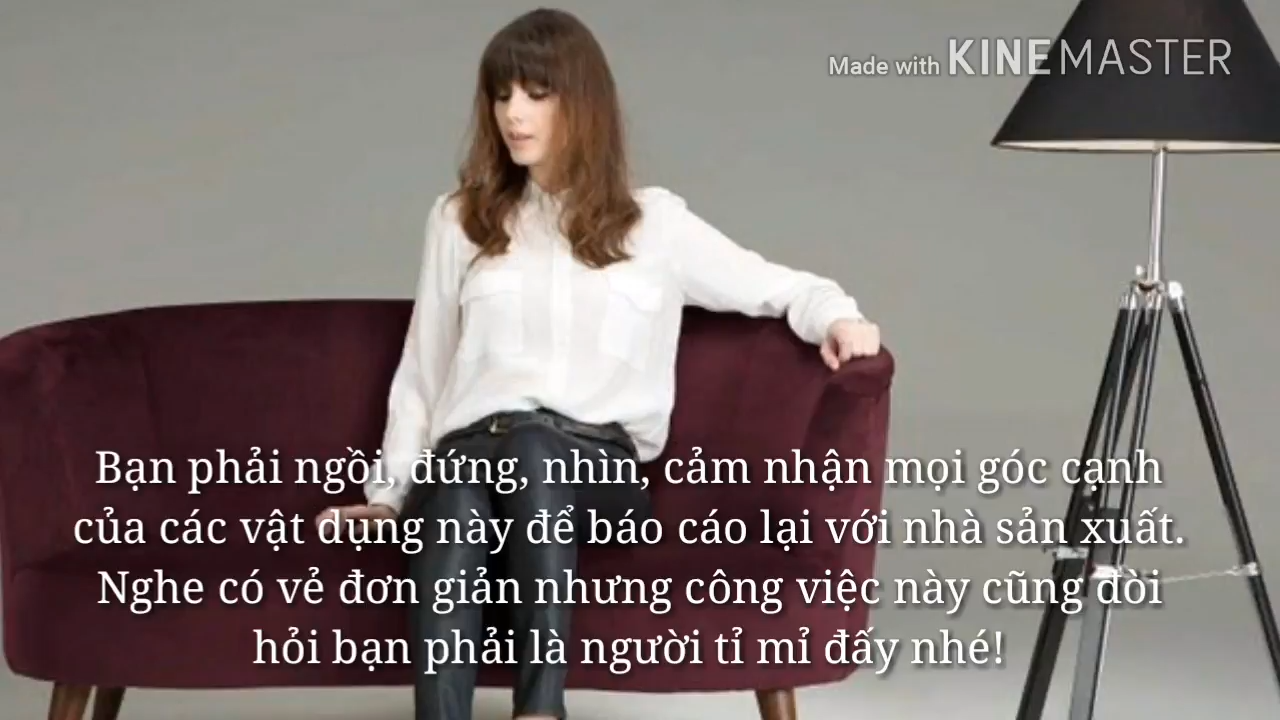 Made with KINEMASTER
Bạn phải ngồi, đứng, nhìn, cảm nhận mọi góc cạnh
của các vật dụng này để báo cáo lại với nhà sản xuất.
Nghe có vẻ đơn giản nhưng công việc này cũng đòi
hỏi bạn phải là người tỉ mỉ đấy nhé!